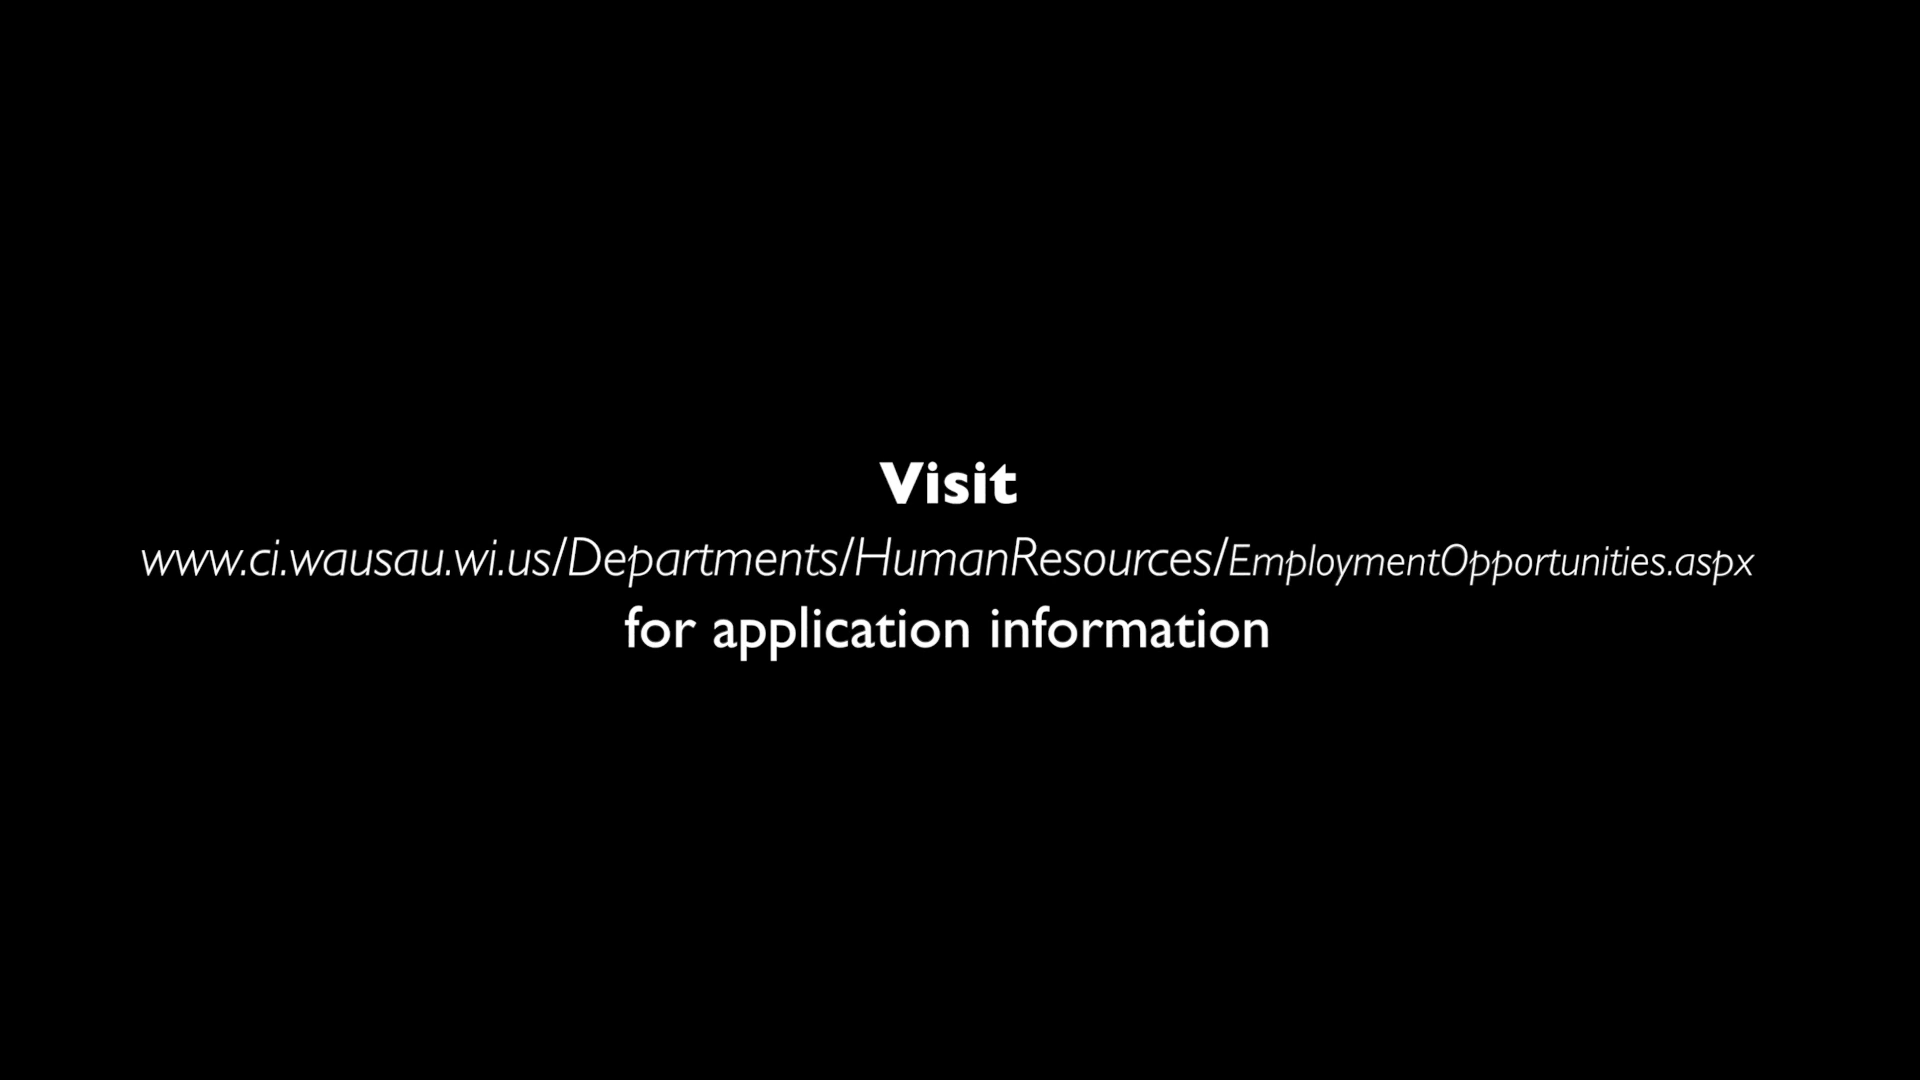 Visit
www.ci.wausau.wi.us/Departments/HumanResources/EmploymentOpportunities.aspx
for application information